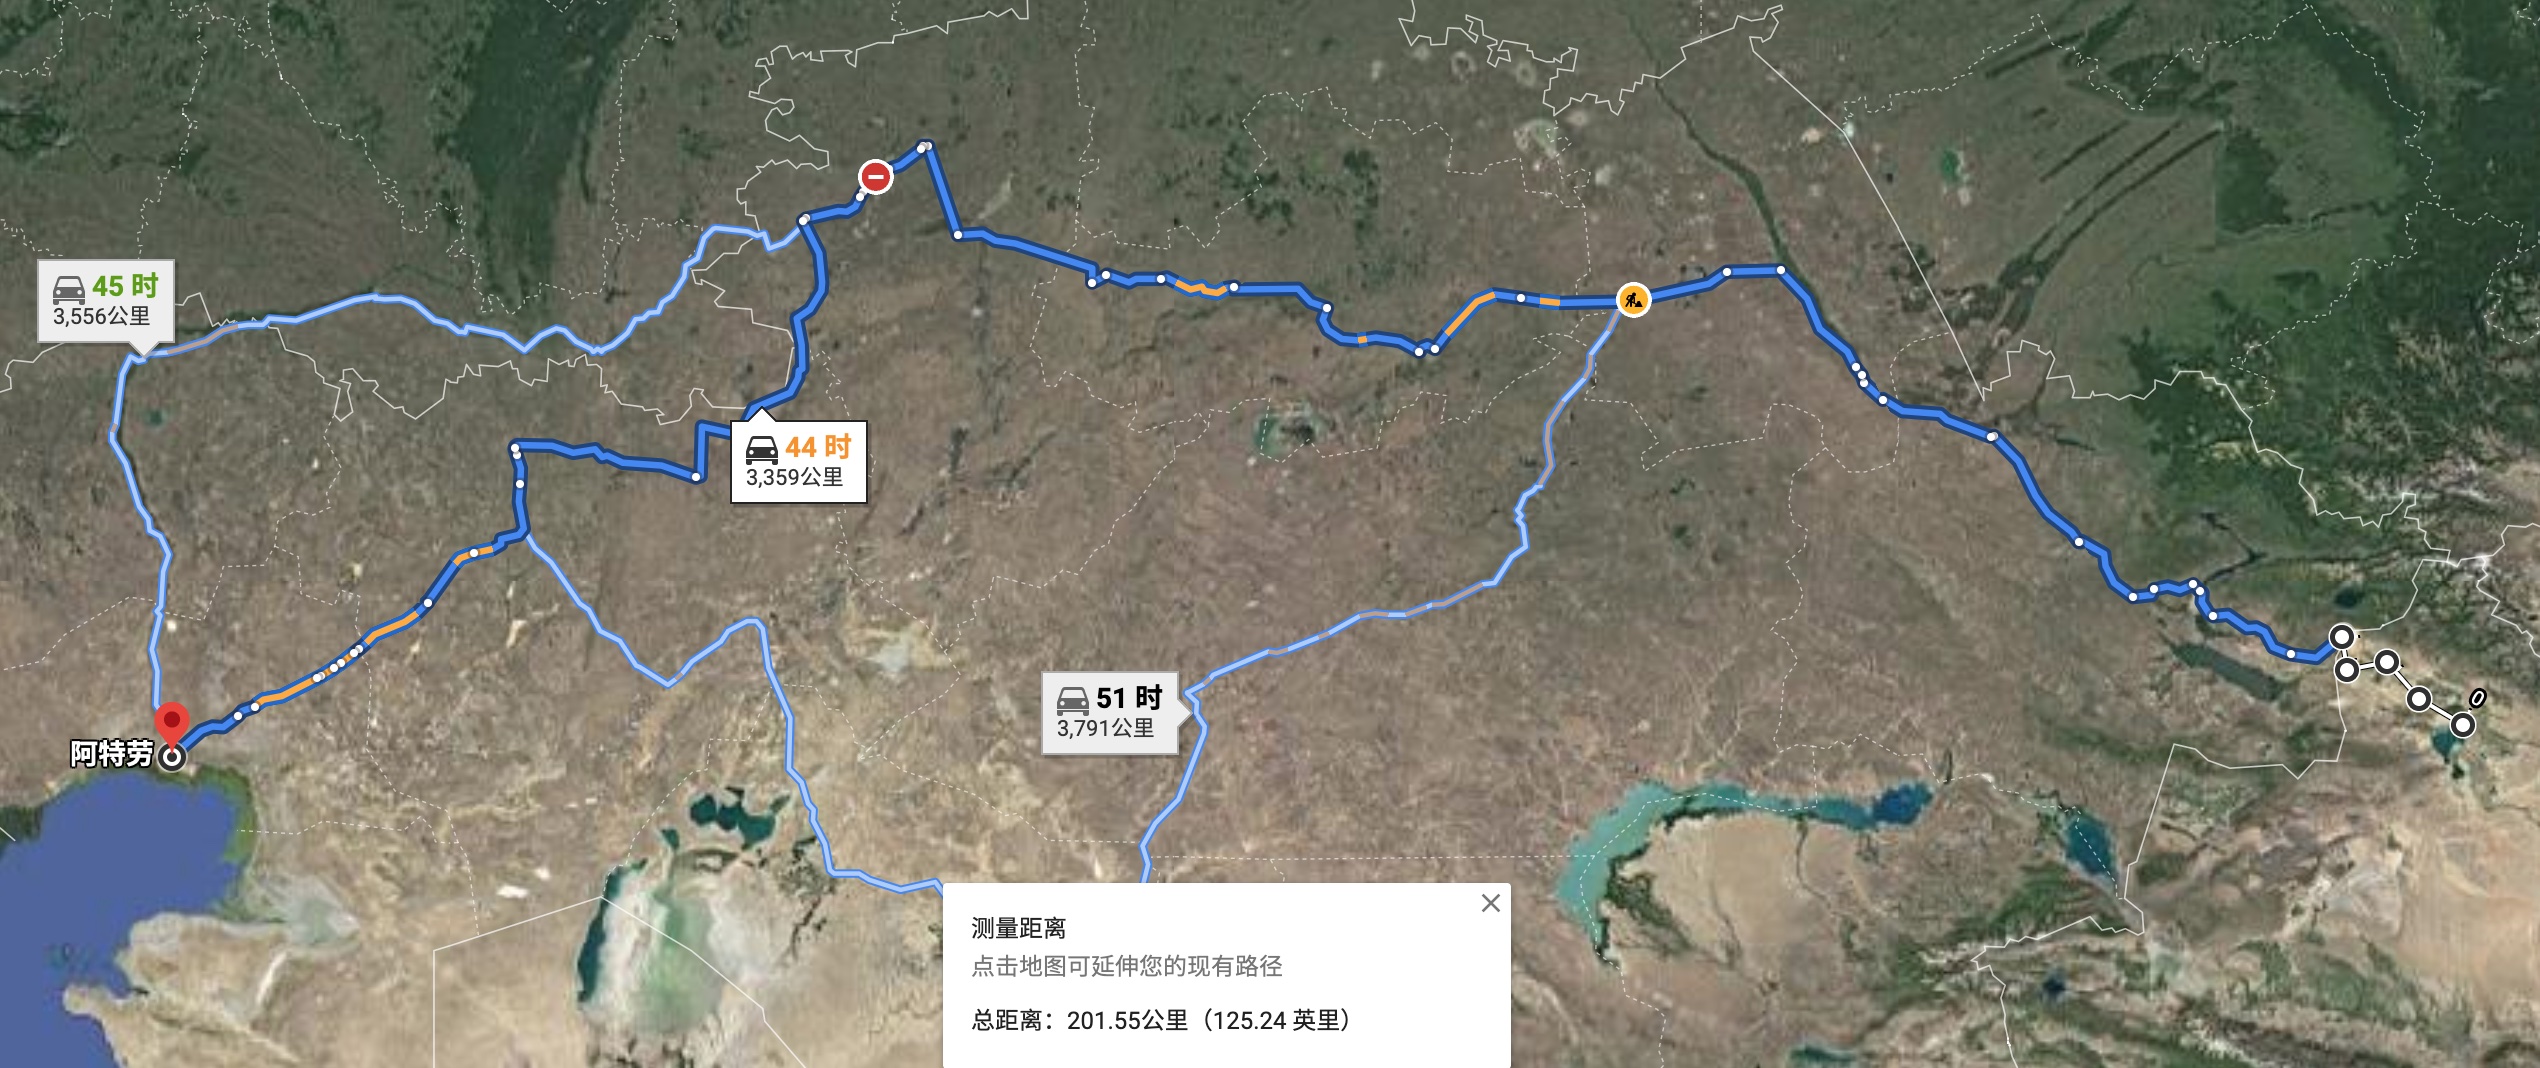 45 时
3,556公里
44 时
3,359公里
51 时
3,791公里
0
阿特劳
测量距离
点击地图可延伸您的现有路径
总距离：201.55公里（125.24 英里）